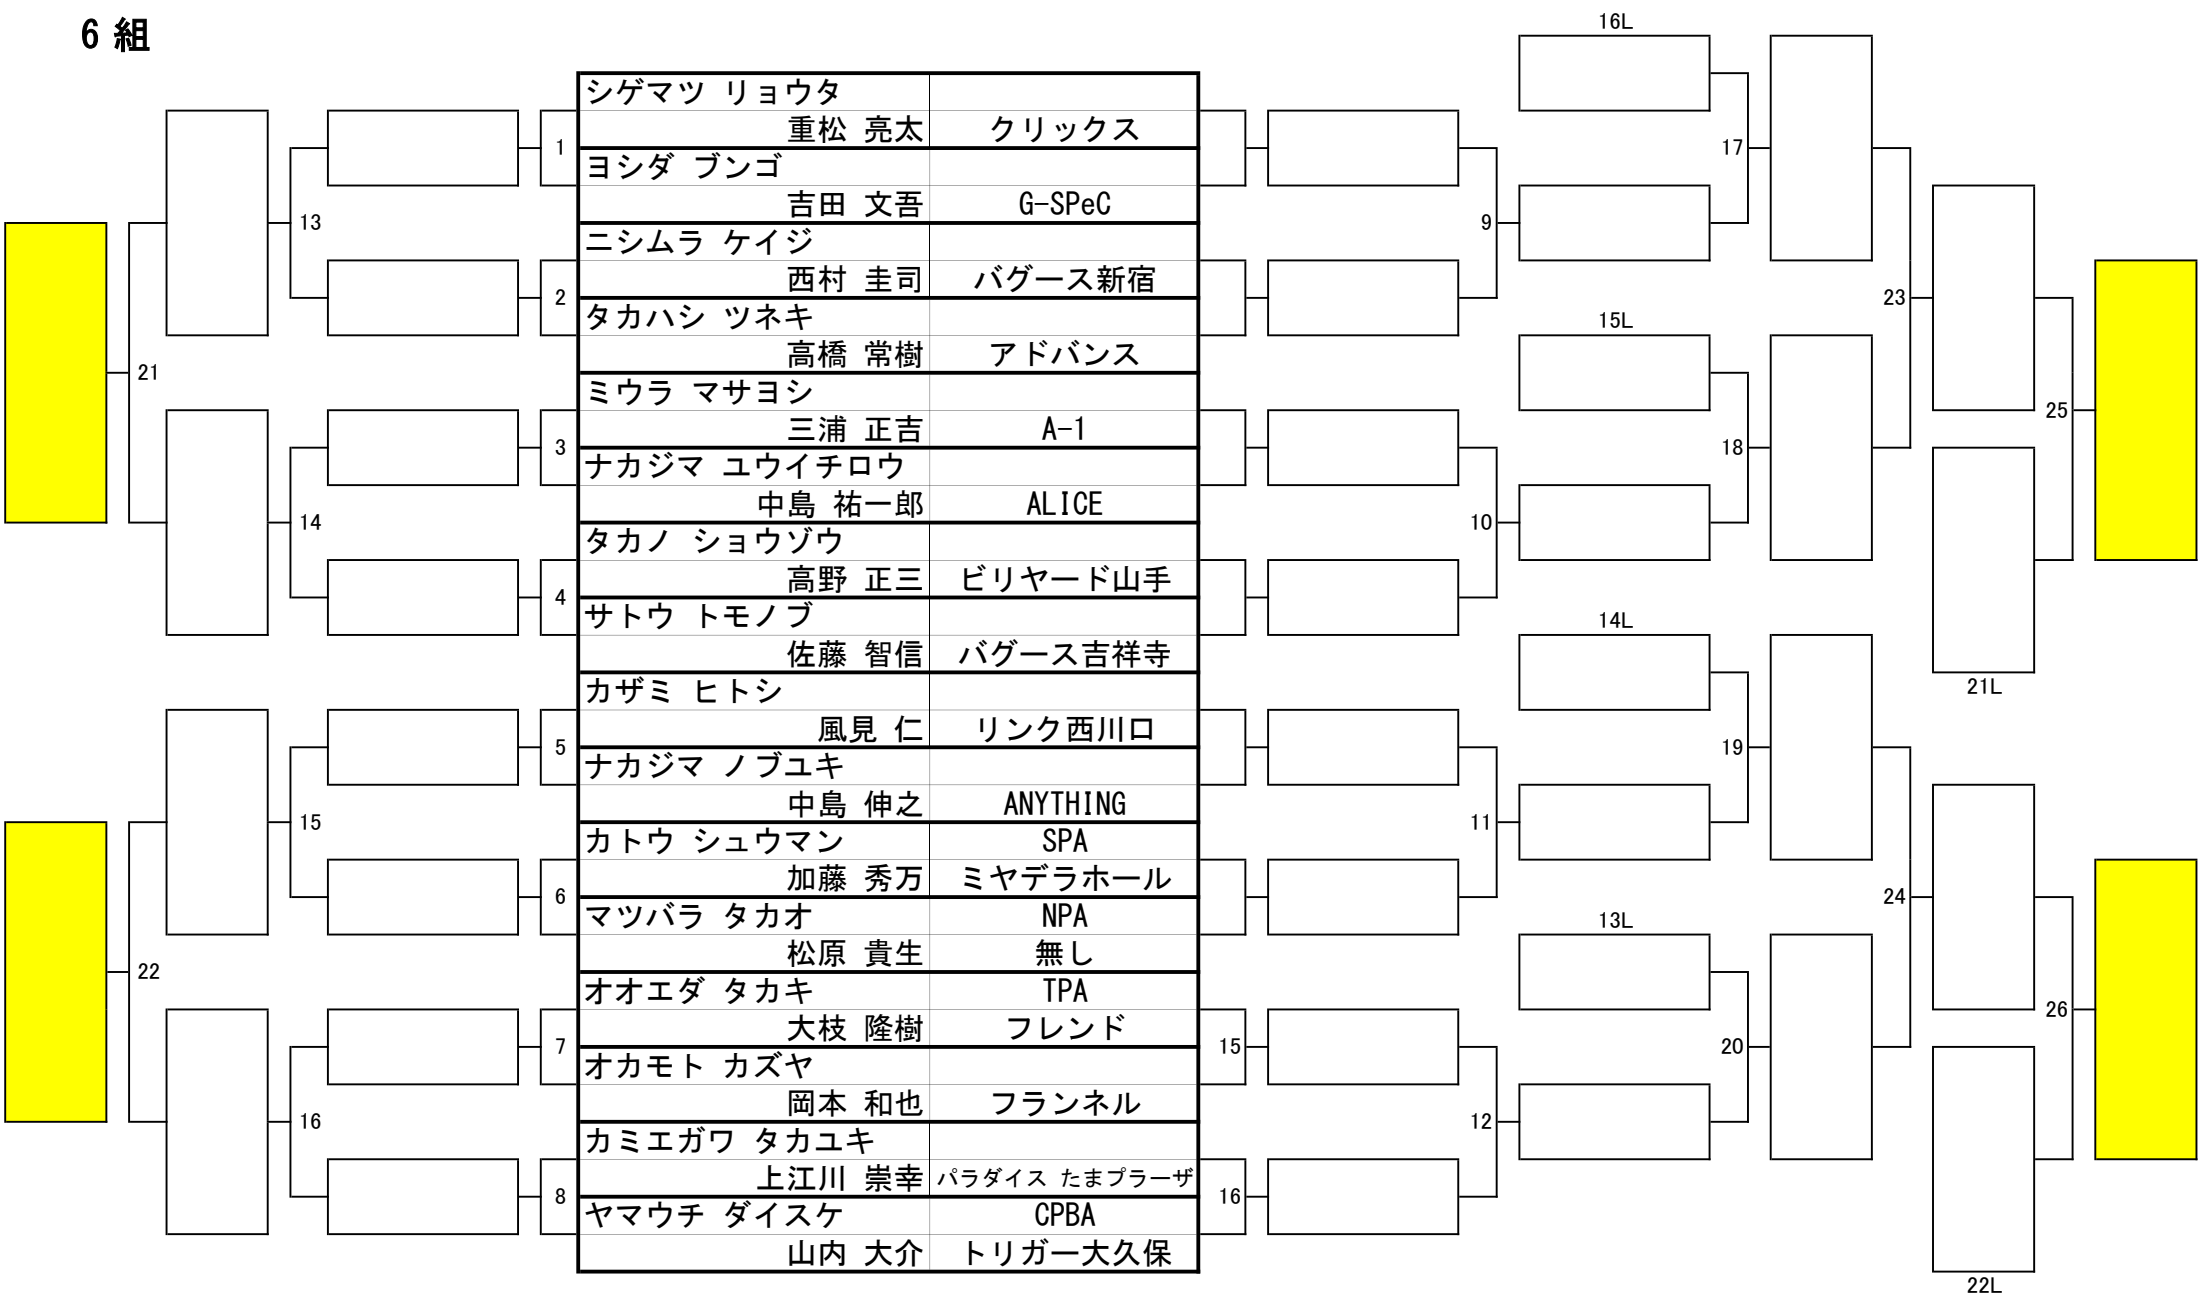 6 組
シゲマツ リョウタ
重松 亮太 クリックス
1
ヨシダ ブンゴ
吉田 文吾 G-SPeC
ニシムラ ケイジ
西村 圭司 バグース新宿
2
タカハシ ツネキ
高橋 常樹 アドバンス
ミウラ マサヨシ
三浦 正吉 A-1
3
ナカジマ ユウイチロウ
中島 祐一郎 ALICE
タカノ ショウゾウ
高野 正三 ビリヤード山手
4
サトウ トモノブ
佐藤 智信 バグース吉祥寺
カザミ ヒトシ
風見 仁 リンク西川口
5
ナカジマ ノブユキ
中島 伸之 ANYTHING
カトウ シュウマン SPA
加藤 秀万 ミヤデラホール
6
マツバラ タカオ NPA
松原 貴生 無し
オオエダ タカキ TPA
大枝 隆樹 フレンド
7
オカモト カズヤ
岡本 和也 フランネル
カミエガワ タカユキ
上江川 崇幸 パラダイス たまプラーザ
8
ヤマウチ ダイスケ CPBA
山内 大介 トリガー大久保
13
14
15
16
21
22
15
16
9
10
11
12
16L
17
15L
18
14L
19
13L
20
23
24
21L
22L
25
26